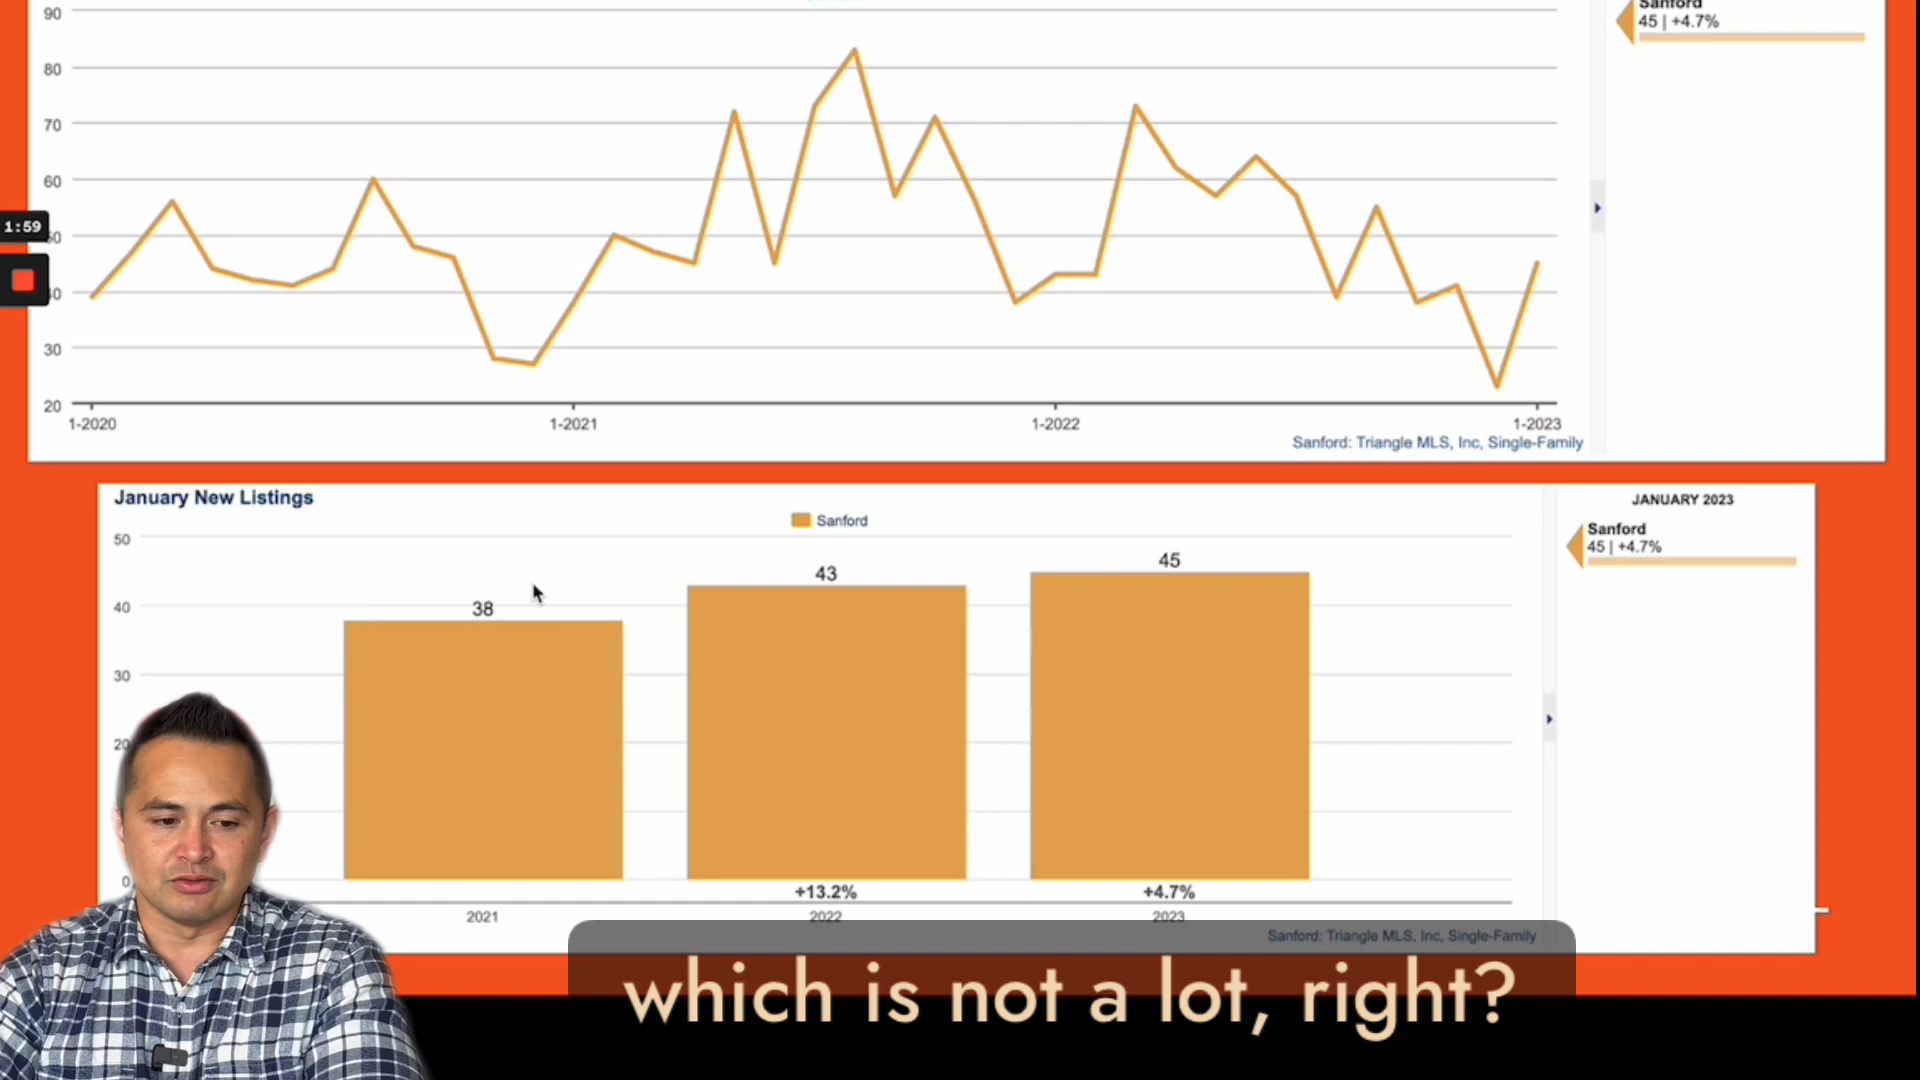 90
Sanford
45 | +4.7%
80
70
60
1:59
30
20
1-2020
1-2021
1-2022
1-2023
Sanford: Triangle MLS, Inc, Single-Family
January New Listings
JANUARY 2023
Sanford
Sanford
45 | +4.7%
50
40
30
20
0
38
43
45
+13.2%
+4.7%
2021
2022
2023
Sanford: Triangle MLS, Inc, Single-Family
which is not a lot, right?